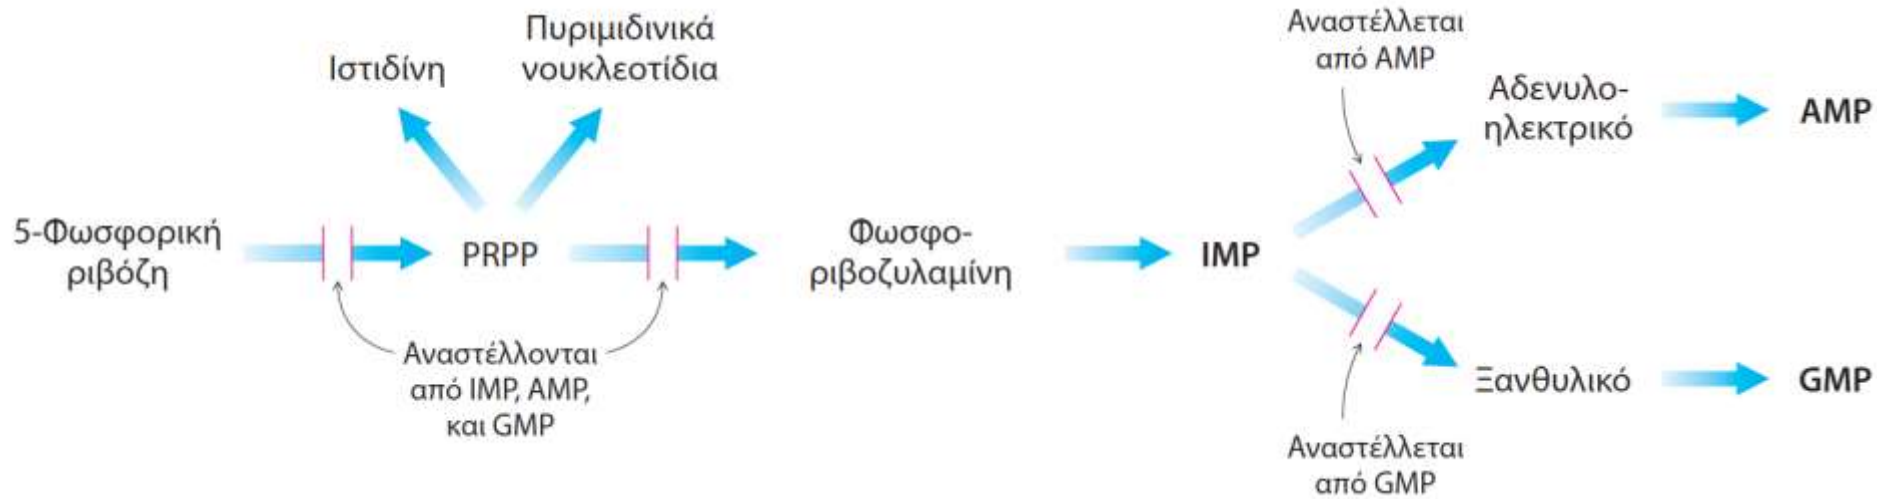 Ιστιδίνη
Πυριμιδινικά
νουκλεοτίδια
5-Φωσφορική
ριβόζη
PRPP
Αναστέλλονται
από IMP, AMP,
και GMP
Φωσφο-
ριβοζυλαμίνη
IMP
Αναστέλλεται
από AMP
Αδενυλο-
ηλεκτρικό
AMP
Ξανθυλικό
GMP
Αναστέλλεται
από GMP